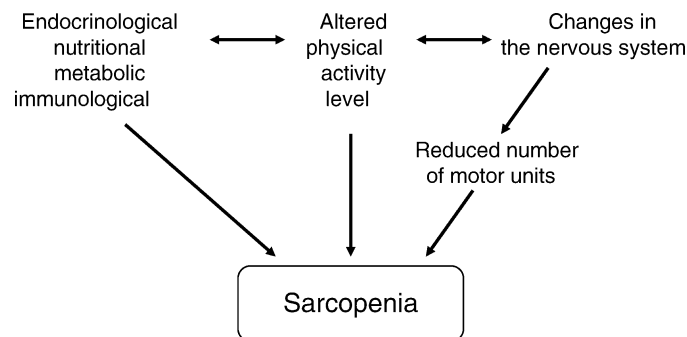 Endocrinological
nutritional
metabolic
immunological
Altered
physical
activity
level
Changes in
the nervous system
Reduced number
of motor units
Sarcopenia